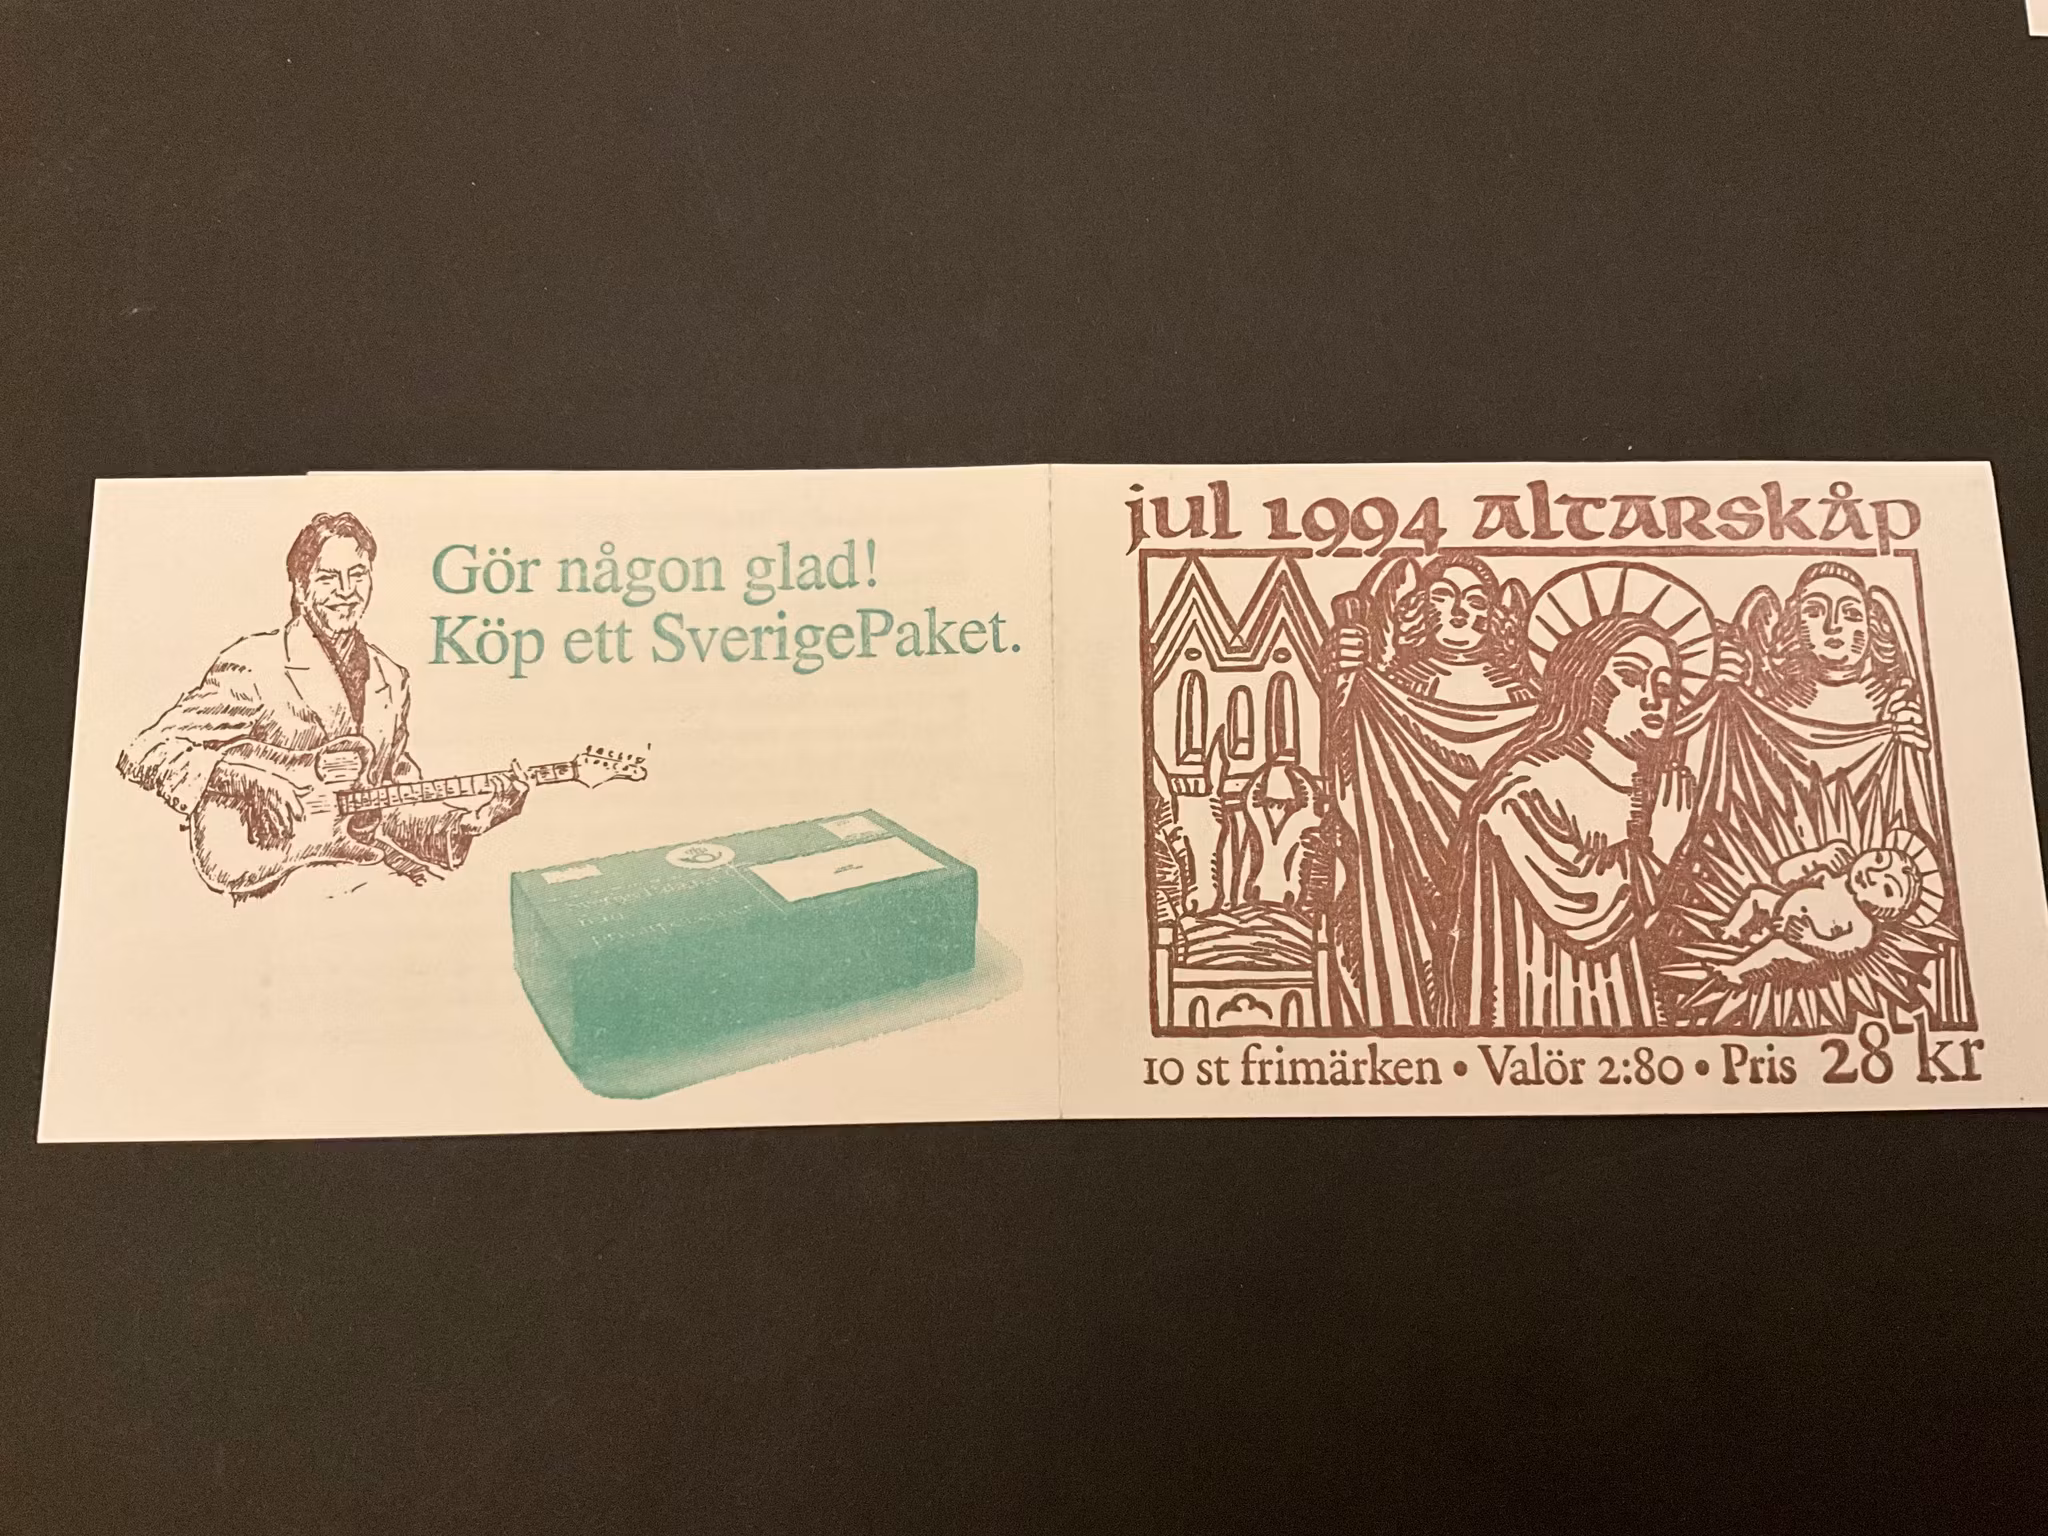 Gör någon glad!
Köp ett SverigePaket.
jul 1994 altarskåp
10 st frimärken • Valör 2:80 • Pris 28 kr